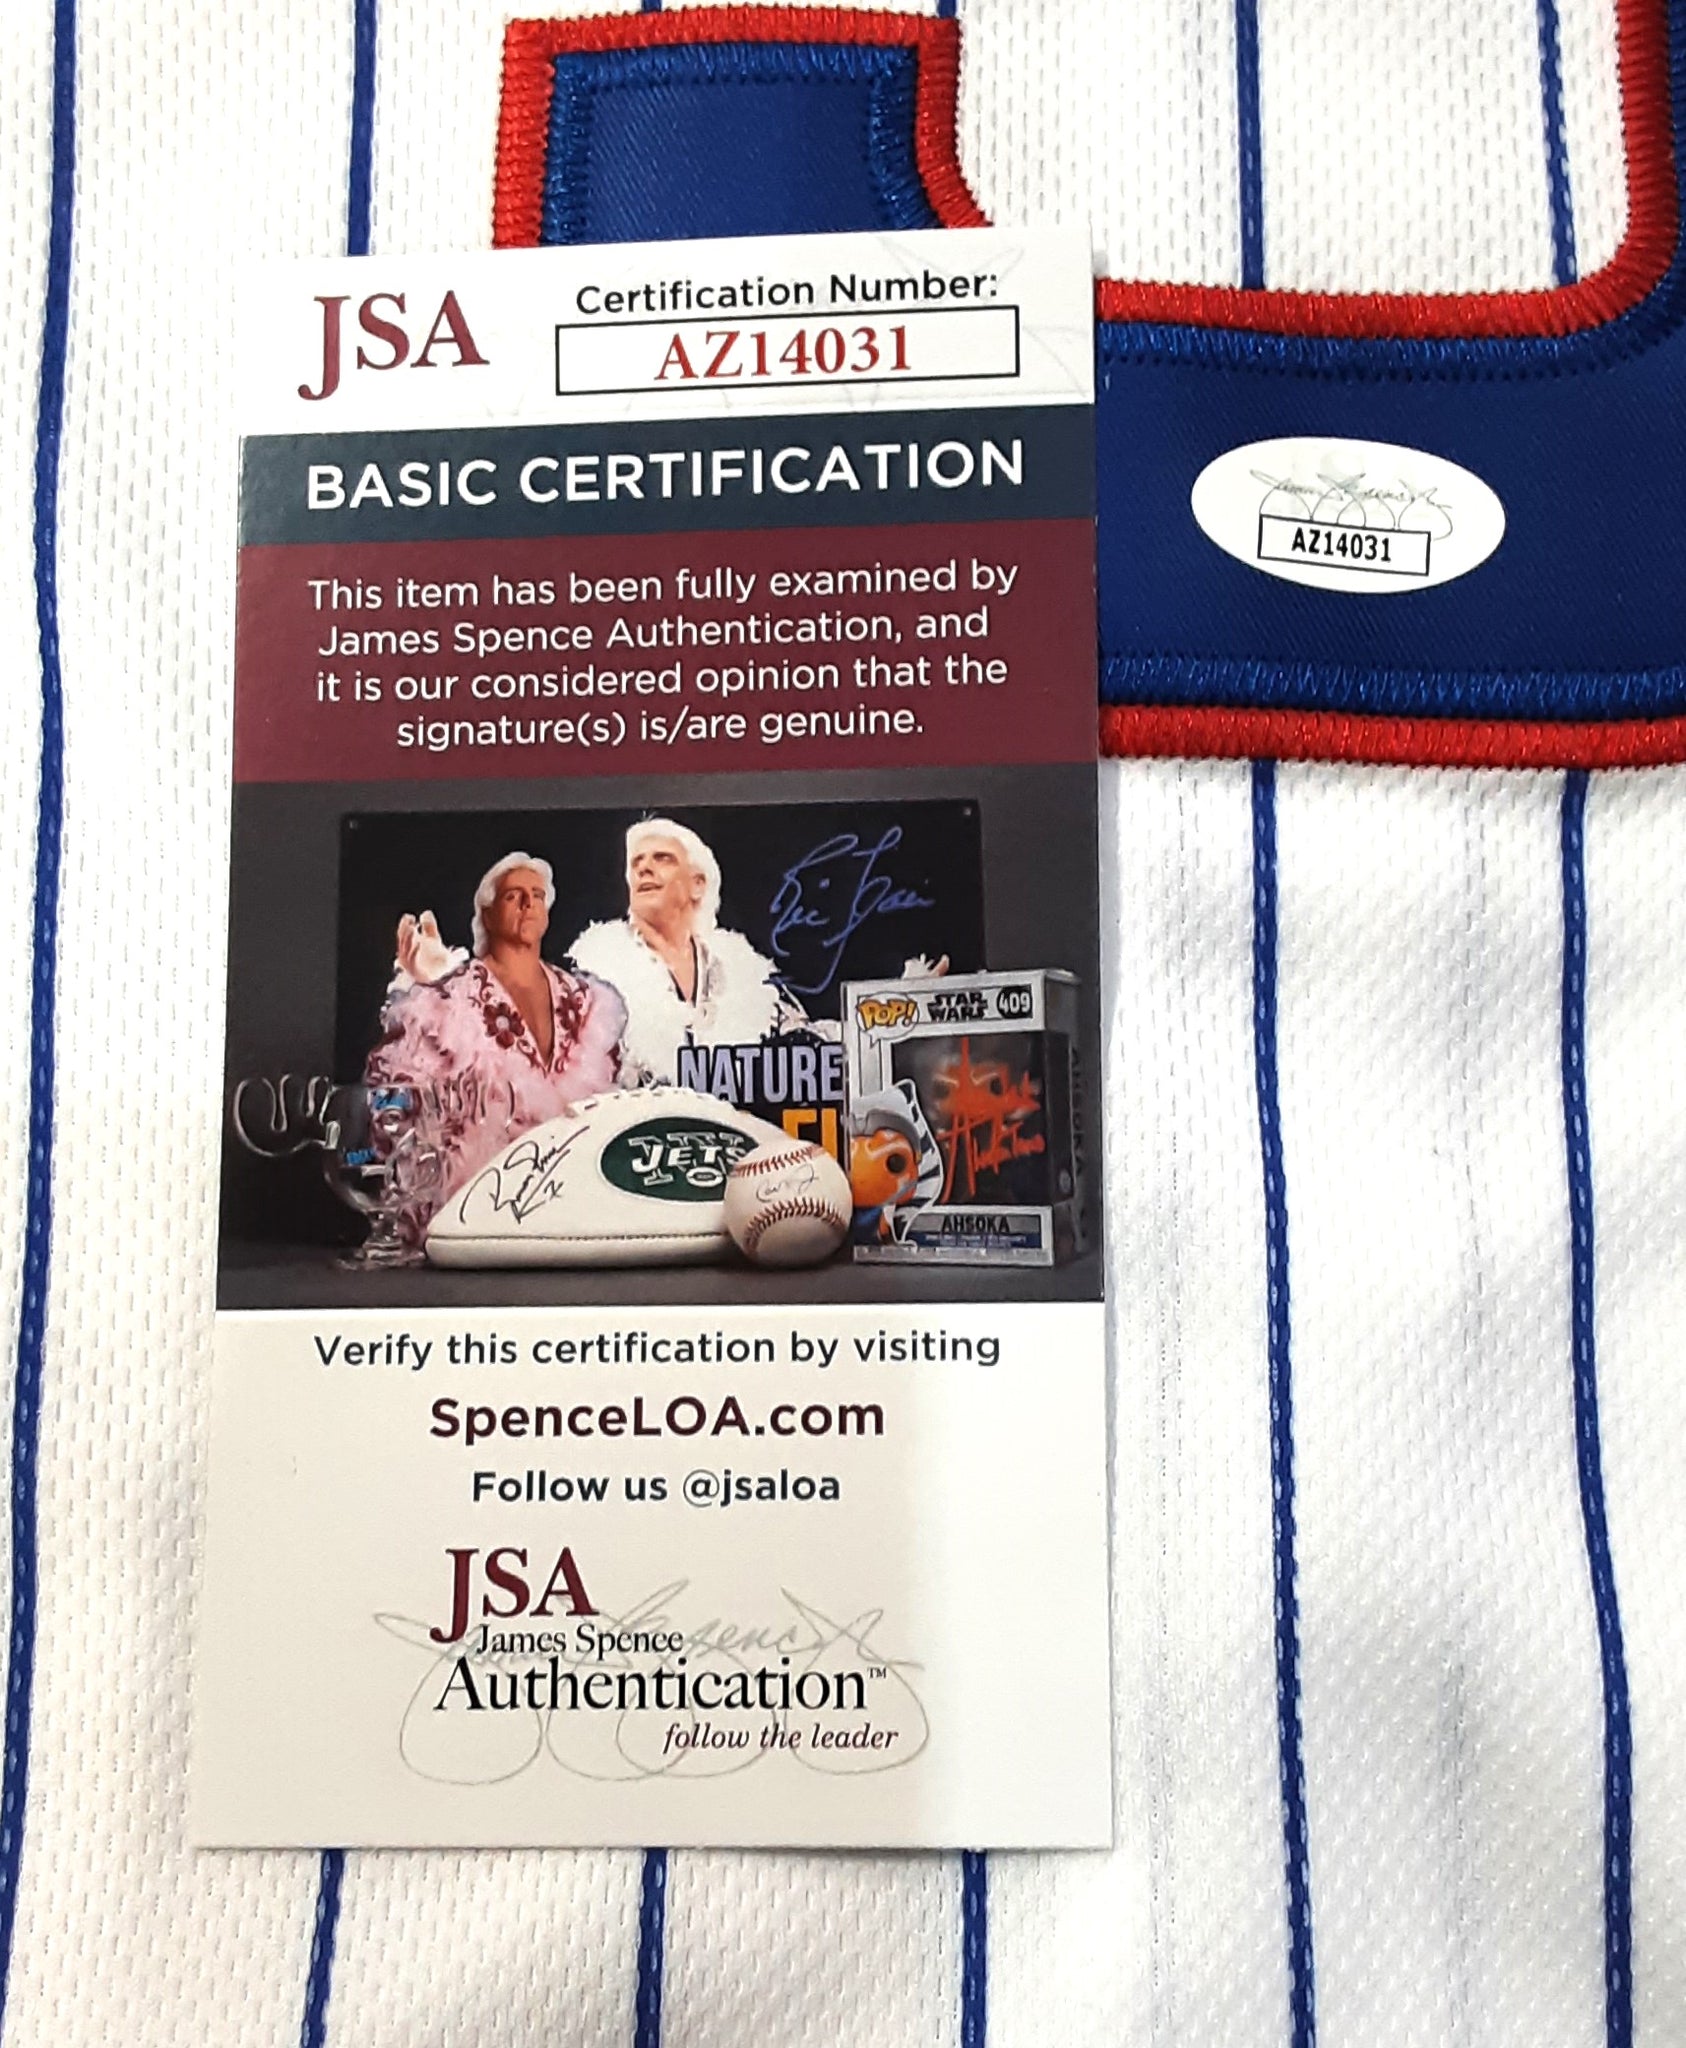 JSA
Certification Number:
AZ14031
BASIC CERTIFICATION
This item has been fully examined by
James Spence Authentication, and
it is our considered opinion that the
signature(s) is/are genuine.
POP!
STAR
WARS
409
NATURE
JETS
AHSOKA
Verify this certification by visiting
SpenceLOA.com
Follow us @jsaloa
JSA
James Spence
Authentication™
follow the leader
AZ14031